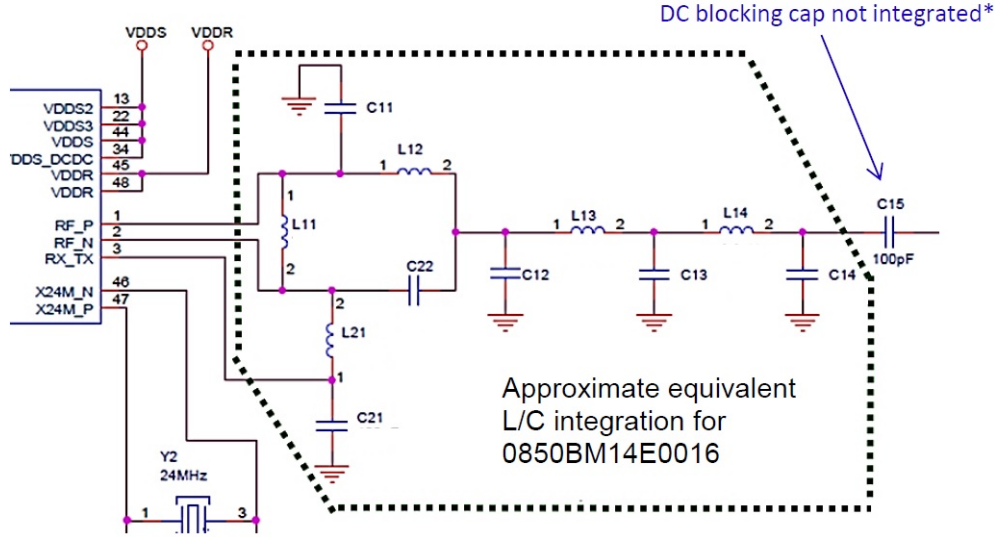 DC blocking cap not integrated*
VDDS
VDDR
VDDS2
13
VDDS3
22
VDDS
44
VDDS_DCDC
34
VDDR
45
VDDR
48
RF_P
1
RF_N
2
RX_TX
3
X24M_N
46
X24M_P
47
C11
L12
1
2
1
L11
2
C22
2
L21
1
C21
C12
L13
1
2
C13
L14
1
2
C14
C15
100pF
Approximate equivalent
L/C integration for
0850BM14E0016
Y2
24MHz
1
3